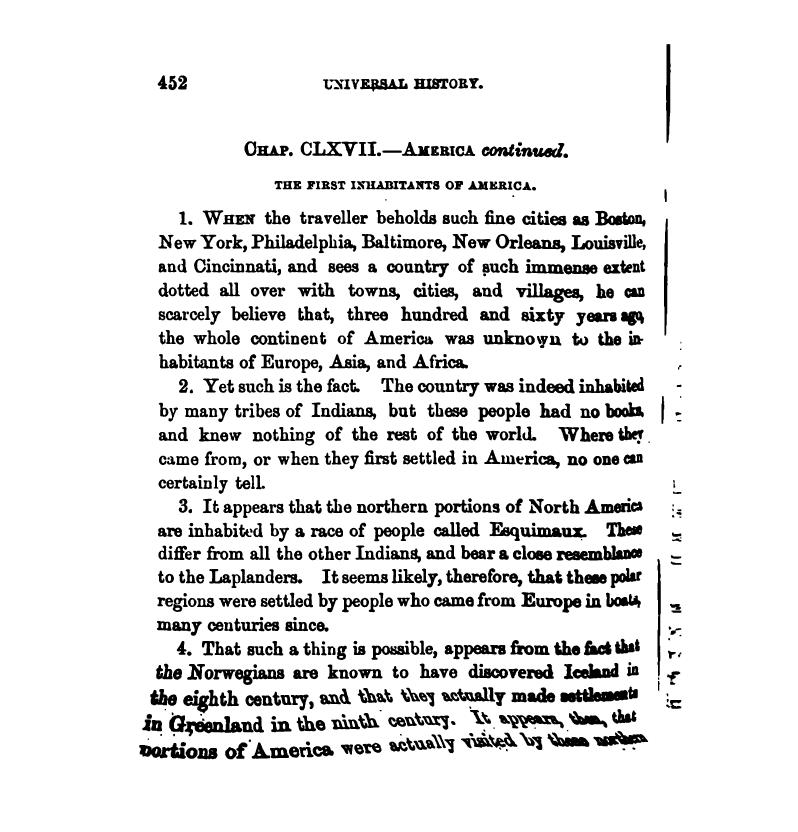 452 UNIVERSAL HISTORY.
CHAP. CLXVII.—AMERICA continued.
THE FIRST INHABITANTS OF AMERICA.
1. WHEN the traveller beholds such fine cities as Boston,
New York, Philadelphia, Baltimore, New Orleans, Louisville,
and Cincinnati, and sees a country of such immense extent
dotted all over with towns, cities, and villages, he can
scarcely believe that, three hundred and sixty years ago,
the whole continent of America was unknown to the in-
habitants of Europe, Asia, and Africa.
2. Yet such is the fact. The country was indeed inhabited
by many tribes of Indians, but these people had no books,
and knew nothing of the rest of the world. Where they
came from, or when they first settled in America, no one can
certainly tell.
3. It appears that the northern portions of North America
are inhabited by a race of people called Esquimaux. These
differ from all the other Indians, and bear a close resemblance
to the Laplanders. It seems likely, therefore, that these polar
regions were settled by people who came from Europe in boats,
many centuries since.
4. That such a thing is possible, appears from the fact that
the Norwegians are known to have discovered Iceland in
the eighth century, and that they actually made settlements
in Greenland in the ninth century. It appears, then, that
portions of America were actually visited by these northern